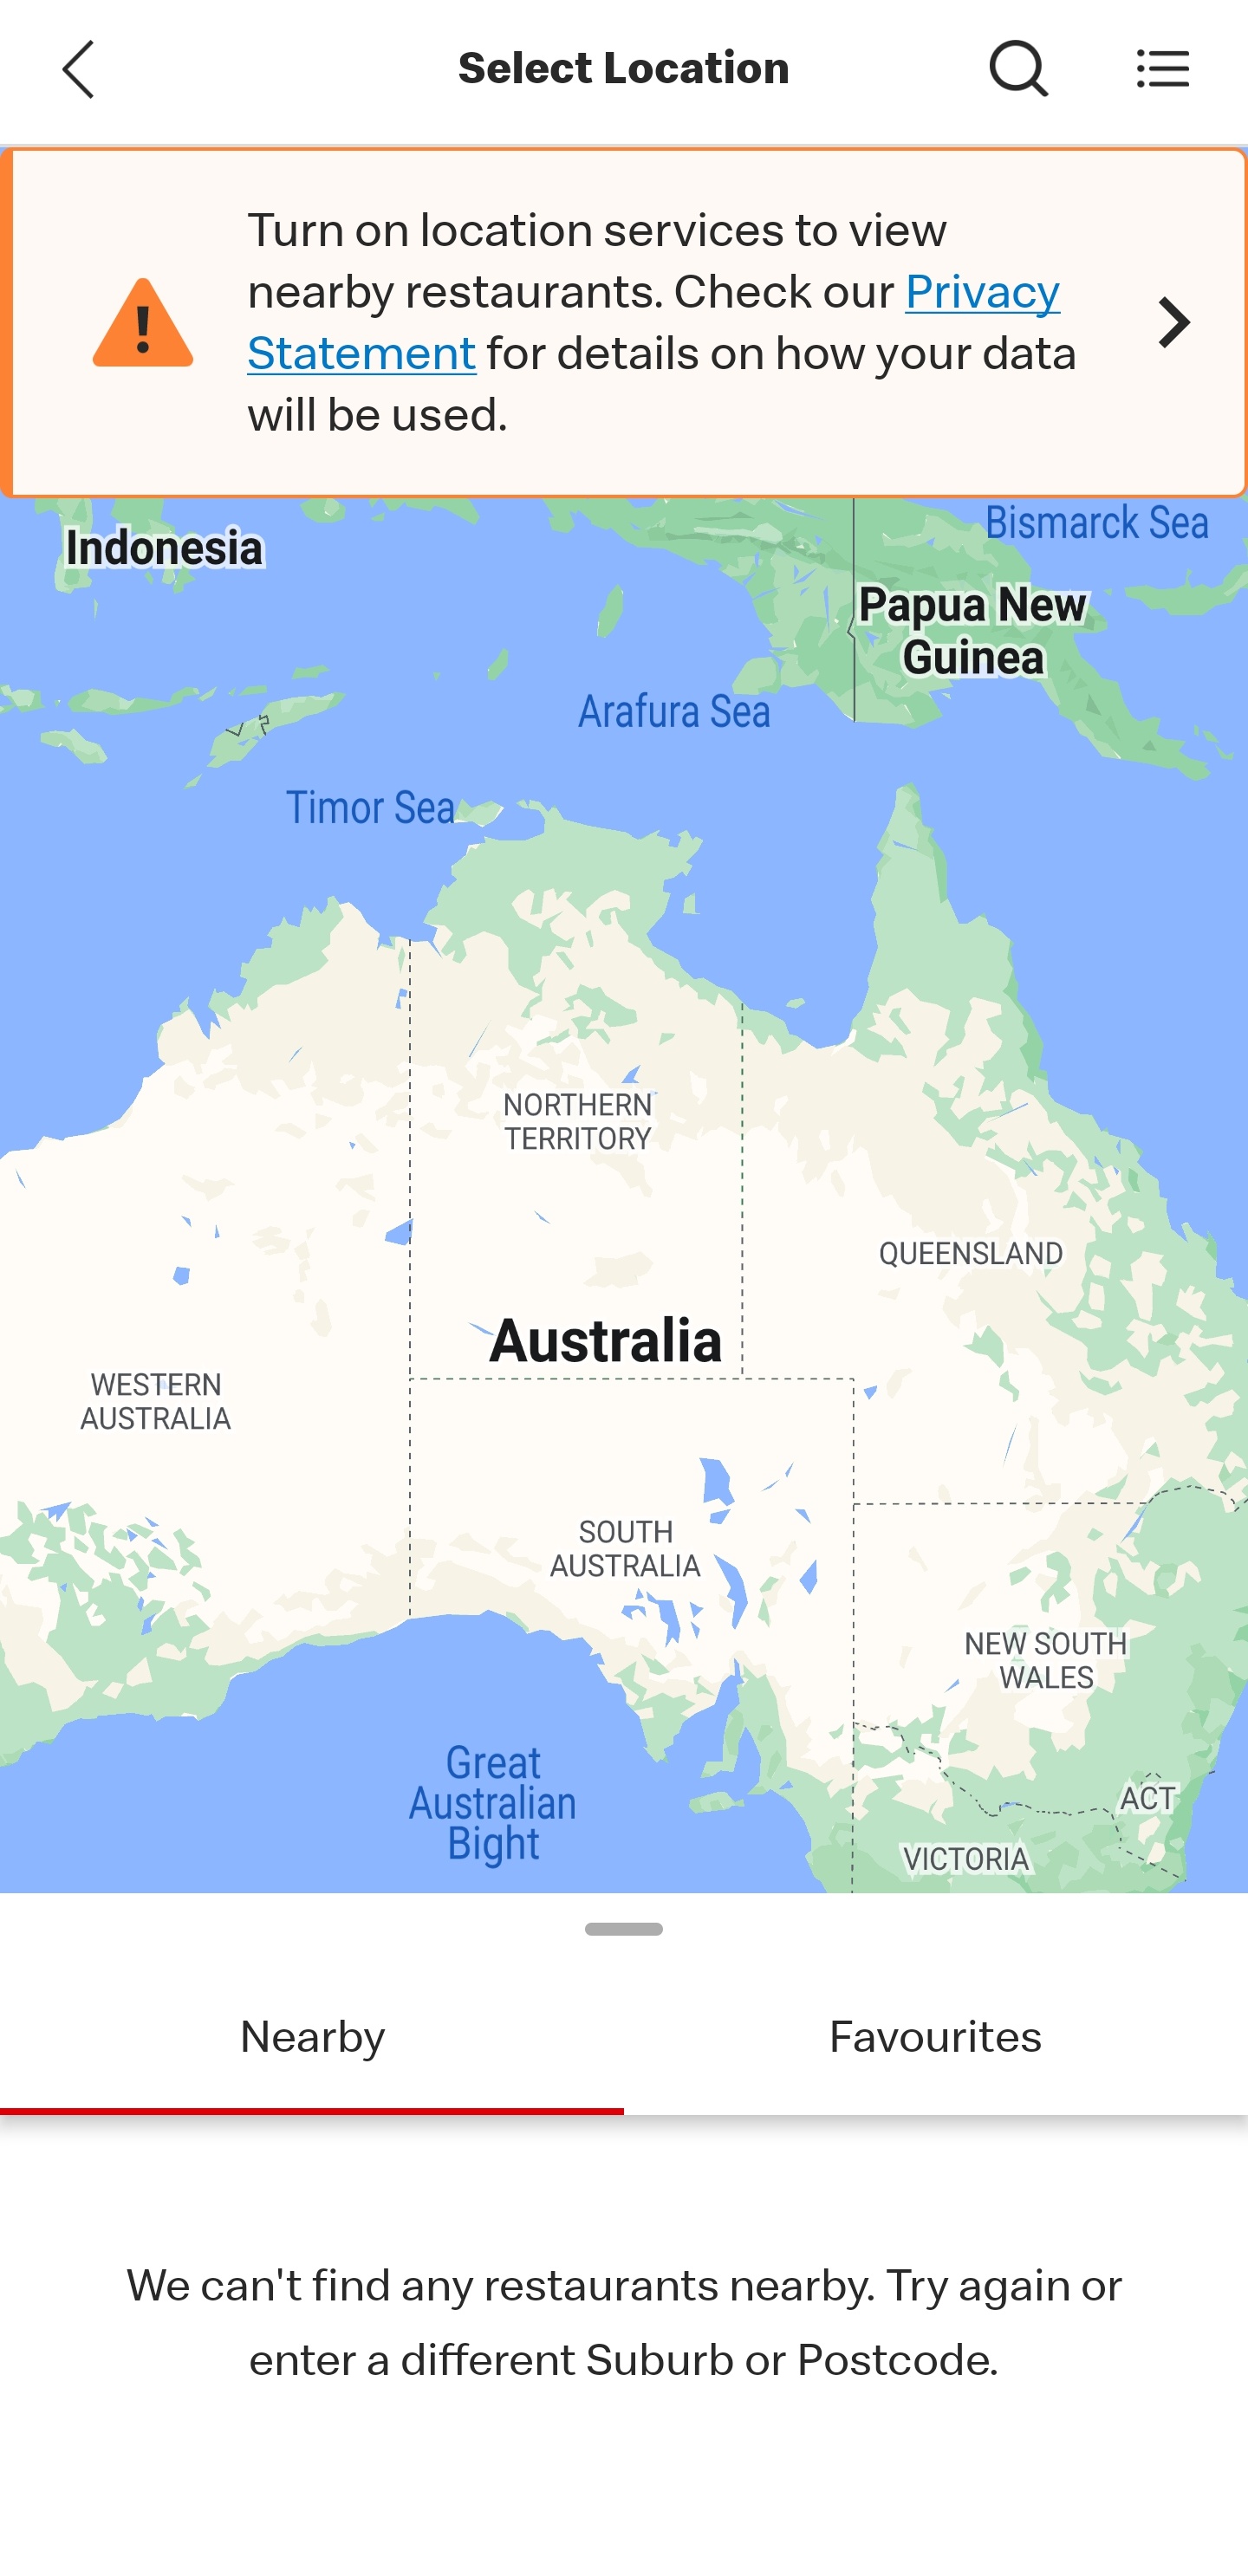 Select Location
Turn on location services to view
nearby restaurants. Check our Privacy
Statement for details on how your data
will be used.
Indonesia
Bismarck Sea
Papua New
Guinea
Arafura Sea
Timor Sea
NORTHERN
TERRITORY
QUEENSLAND
Australia
WESTERN
AUSTRALIA
SOUTH
AUSTRALIA
NEW SOUTH
WALES
Great
Australian
Bight
ACT
VICTORIA
Nearby
Favourites
We can't find any restaurants nearby. Try again or
enter a different Suburb or Postcode.